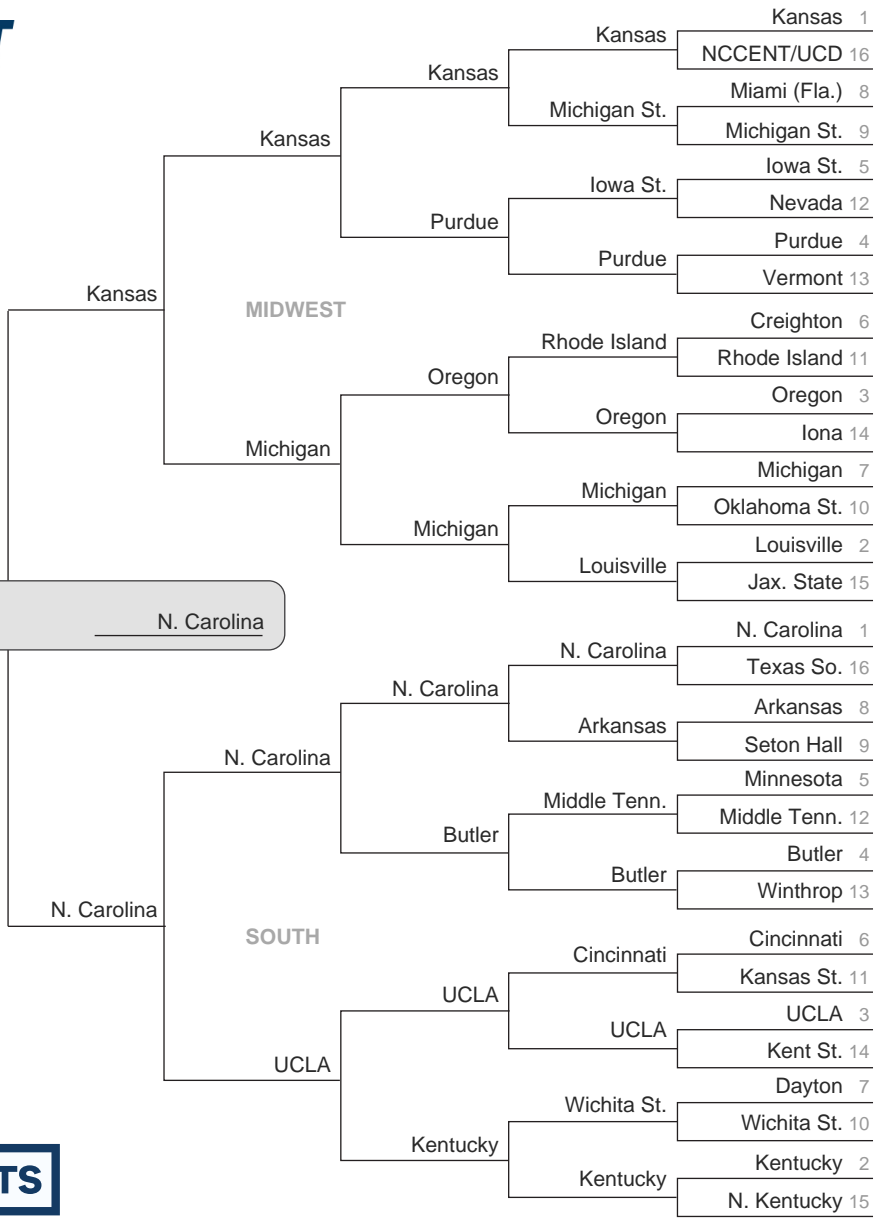 T
Kansas 1
Kansas
NCCENT/UCD 16
Kansas
Miami (Fla.) 8
Michigan St.
Michigan St. 9
Kansas
Iowa St. 5
Iowa St.
Nevada 12
Purdue
Purdue 4
Purdue
Vermont 13
Kansas
MIDWEST
Creighton 6
Rhode Island
Rhode Island 11
Oregon
Oregon 3
Oregon
Iona 14
Michigan
Michigan 7
Michigan
Oklahoma St. 10
Michigan
Louisville 2
Louisville
Jax. State 15
N. Carolina
N. Carolina 1
N. Carolina
Texas So. 16
N. Carolina
Arkansas 8
Arkansas
Seton Hall 9
N. Carolina
Minnesota 5
Middle Tenn.
Middle Tenn. 12
Butler
Butler 4
Butler
Winthrop 13
N. Carolina
SOUTH
Cincinnati 6
Cincinnati
Kansas St. 11
UCLA
UCLA 3
UCLA
Kent St. 14
UCLA
Dayton 7
Wichita St.
Wichita St. 10
Kentucky
Kentucky 2
Kentucky
N. Kentucky 15
TS